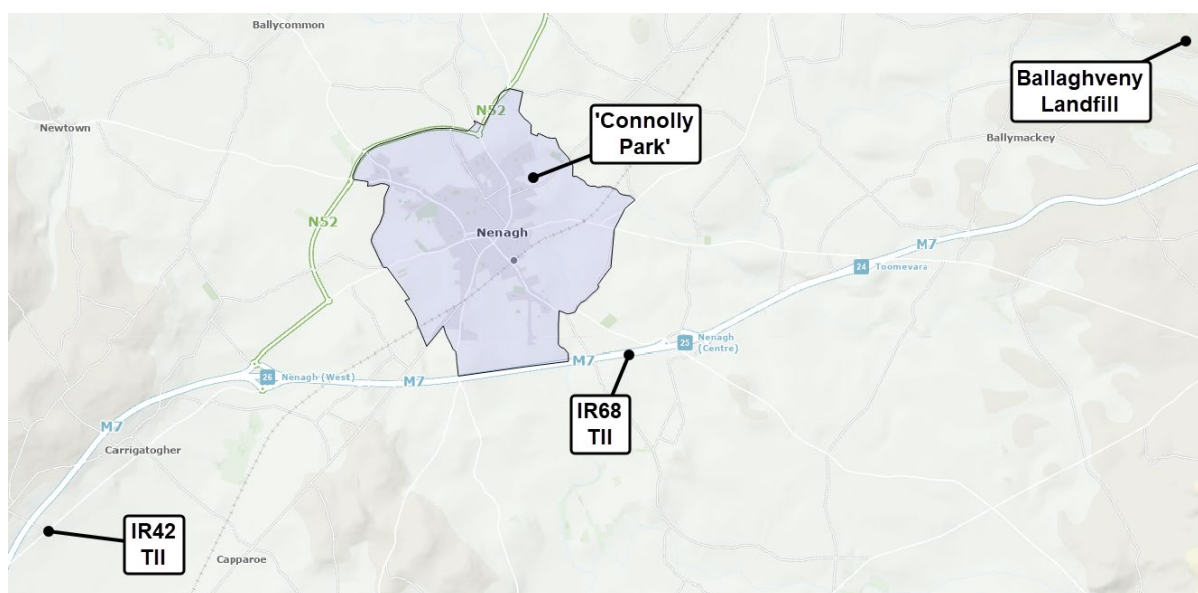 Ballycommon
N52
'Connolly
Park'
Ballaghveny
Landfill
Newtown
Ballymackey
N52
Nenagh
M7
24 Toomevara
25 Nenagh
(Centre)
M7
26 Nenagh (West)
M7
IR68
TII
M7
Carrigatogher
IR42
TII
Capparoe